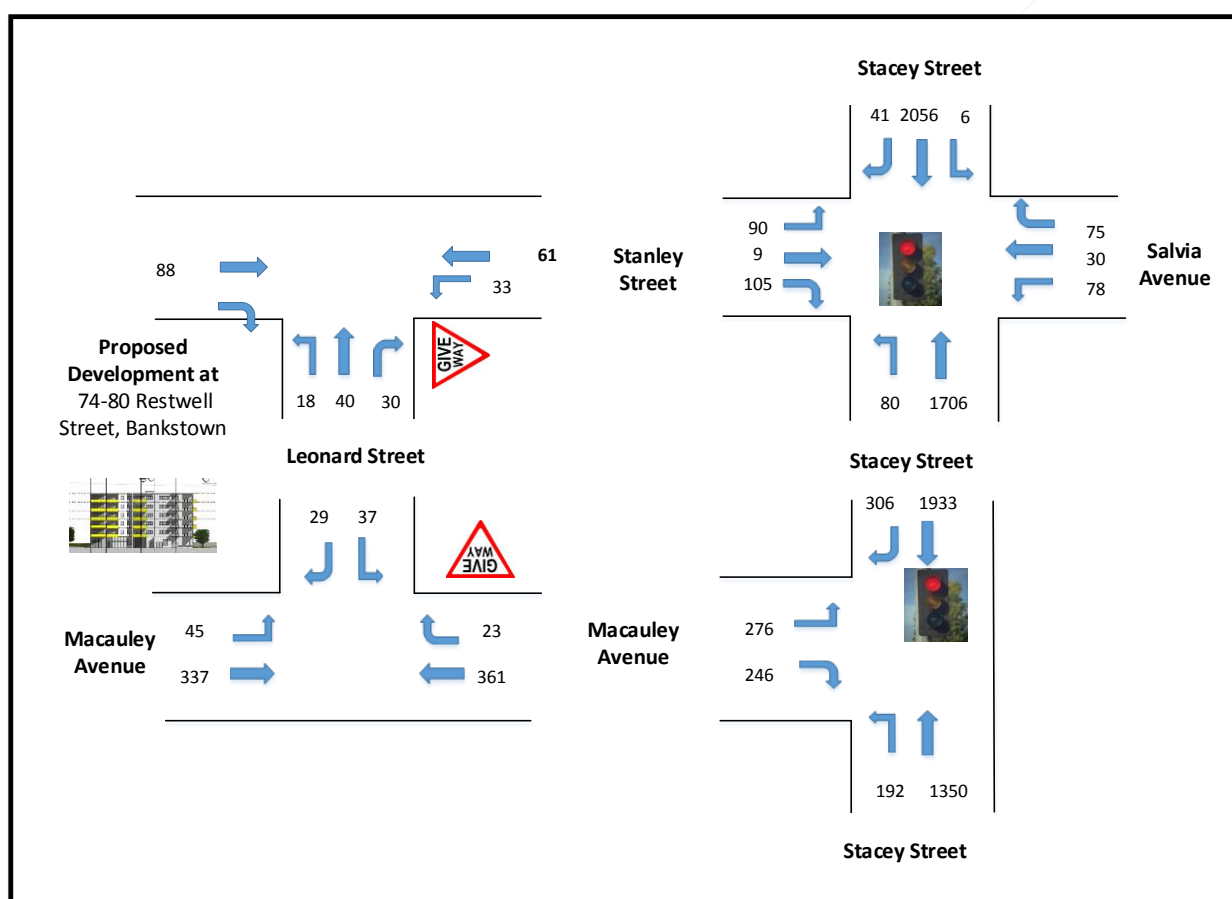 Stacey Street
41 2056 6
88
61
33
Stanley
Street
90
9
105
75
30
78
Salvia
Avenue
Proposed
Development at
74-80 Restwell
Street, Bankstown
GIVE
WAY
18 40 30
80 1706
Leonard Street
Stacey Street
29 37
GIVE
WAY
306 1933
Macauley
Avenue
45
337
23
361
Macauley
Avenue
276
246
192 1350
Stacey Street